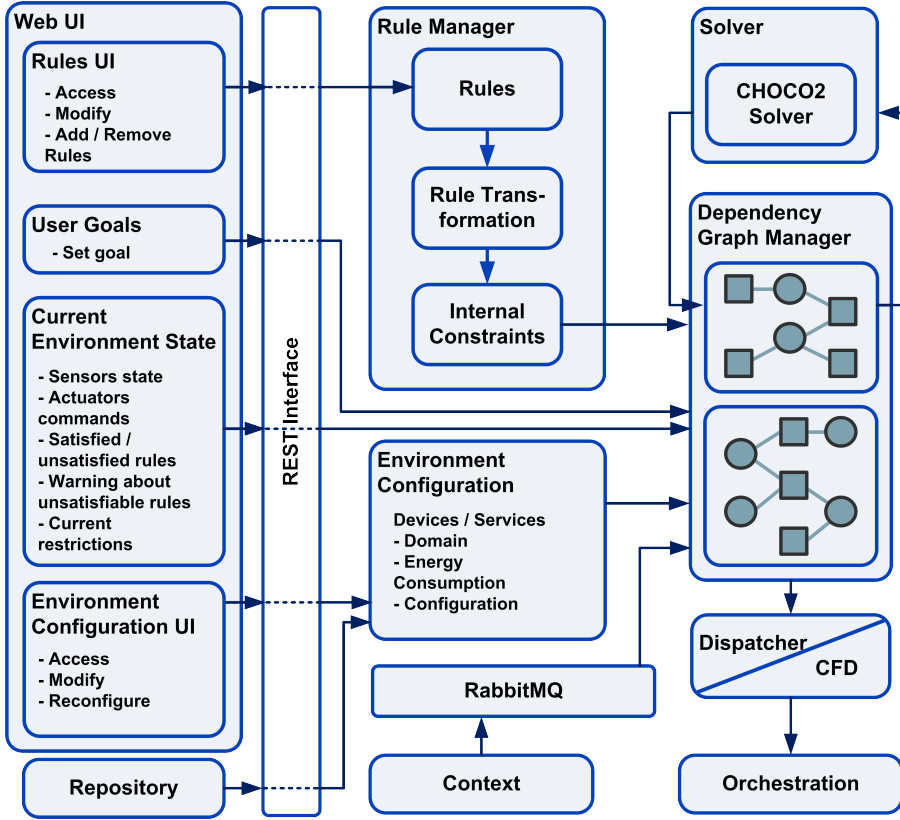 Web UI
Rules UI
- Access
- Modify
- Add / Remove
Rules
User Goals
- Set goal
Current
Environment State
- Sensors state
- Actuators
commands
- Satisfied /
unsatisfied rules
- Warning about
unsatisfiable rules
- Current
restrictions
Environment
Configuration UI
- Access
- Modify
- Reconfigure
Repository
REST Interface
Rule Manager
Rules
Rule Trans-
formation
Internal
Constraints
Environment
Configuration
Devices / Services
- Domain
- Energy
Consumption
- Configuration
RabbitMQ
Context
Solver
CHOCO2
Solver
Dependency
Graph Manager
Dispatcher
CFD
Orchestration